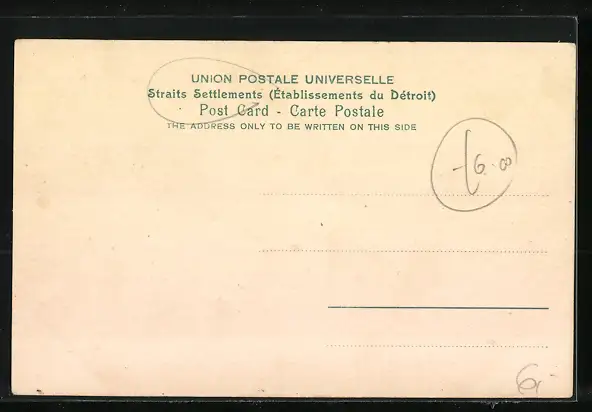 UNION POSTALE UNIVERSELLE
Straits Settlements (Établissements du Détroit)
Post Card - Carte Postale
THE ADDRESS ONLY TO BE WRITTEN ON THIS SIDE
£6.00
6,-